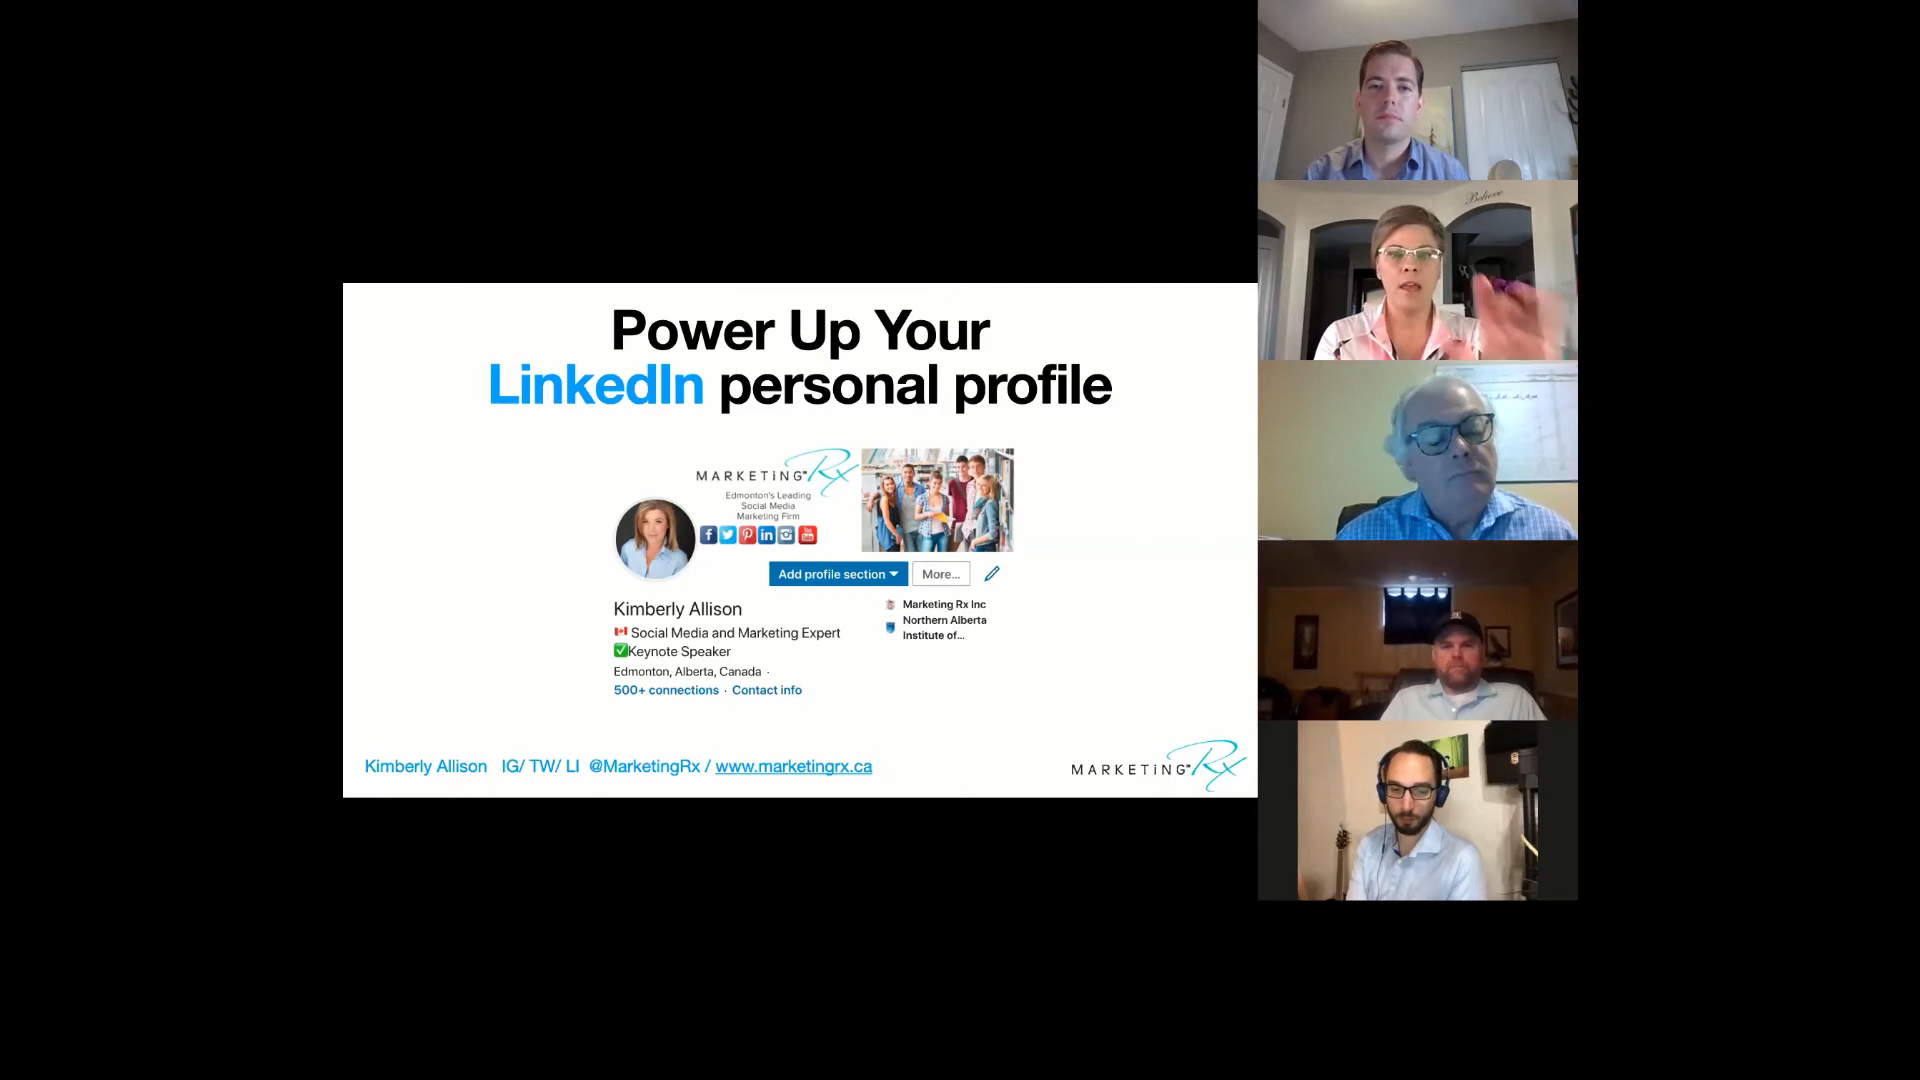 Power Up Your
LinkedIn personal profile
MARKETiNG Rx
Edmonton's Leading
Social Media
Marketing Firm
Add profile section
More...
Kimberly Allison
Social Media and Marketing Expert
Keynote Speaker
Edmonton, Alberta, Canada ·
500+ connections · Contact info
Marketing Rx Inc
Northern Alberta
Institute of...
Kimberly Allison IG/ TW/ LI @MarketingRx / www.marketingrx.ca
MARKETiNG Rx
Believe